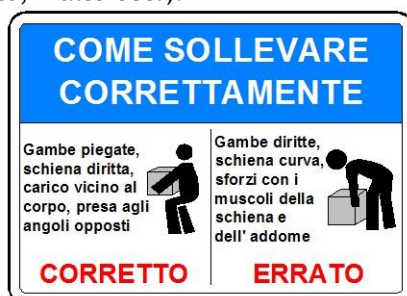 COME SOLLEVARE
CORRETTAMENTE
Gambe piegate,
schiena diritta,
carico vicino al
corpo, presa agli
angoli opposti
CORRETTO
Gambe diritte,
schiena curva,
sforzi con i
muscoli della
schiena e
dell' addome
ERRATO